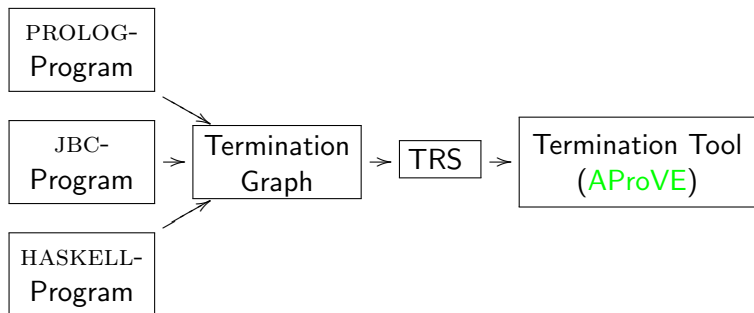 PROLOG-
Program
JBC-
Program
HASKELL-
Program
Termination
Graph
TRS
Termination Tool
(AProVE)